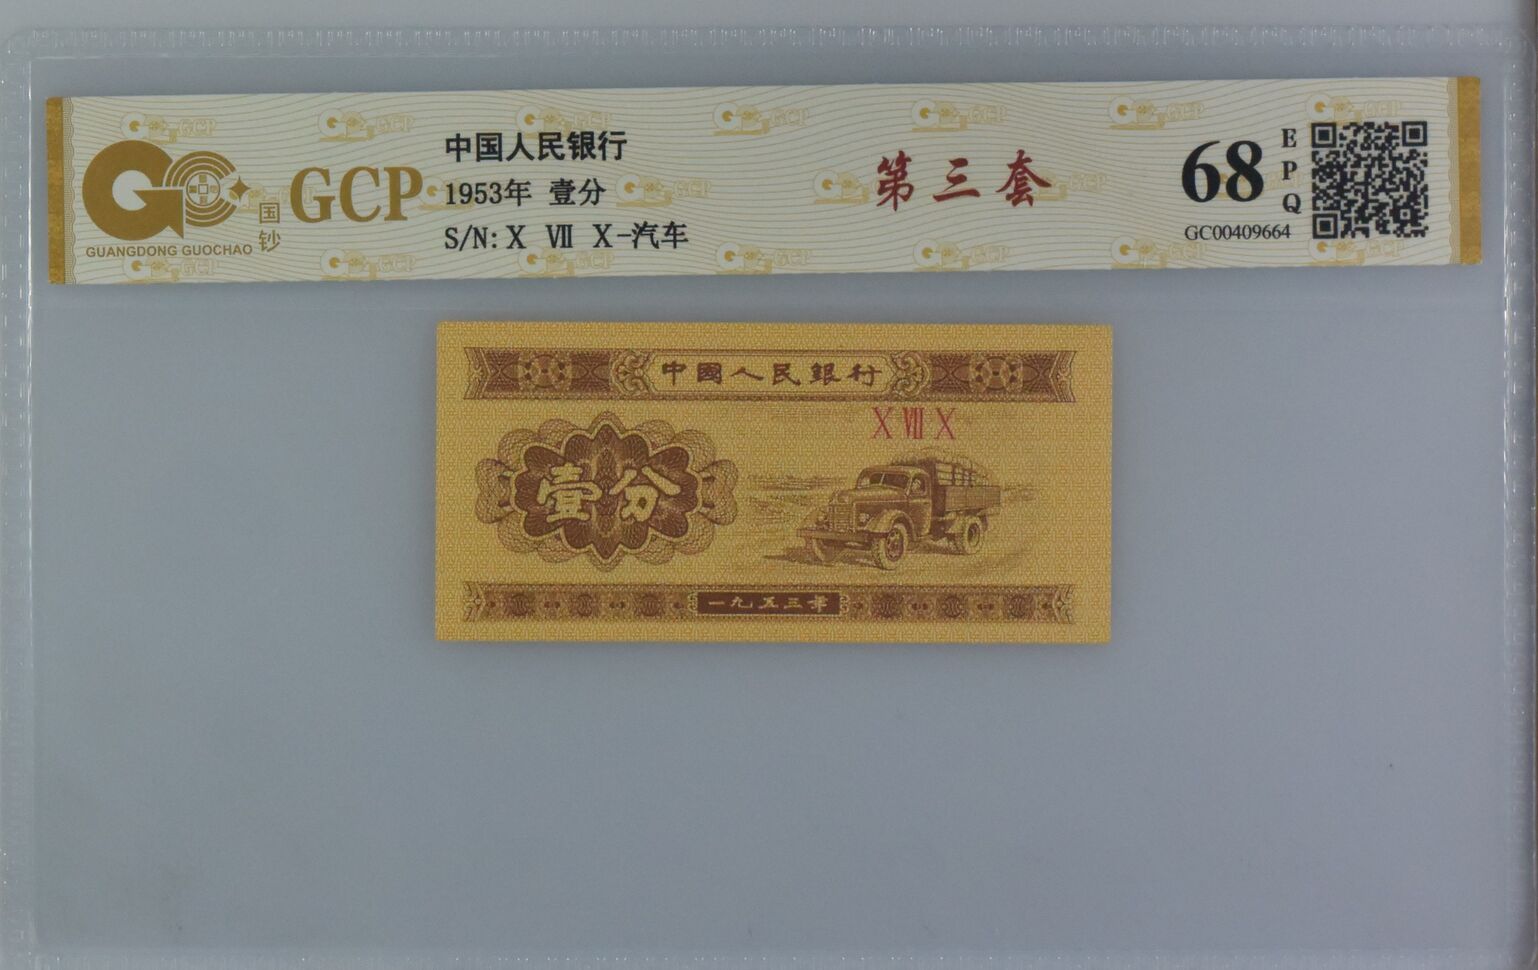 GUANGDONG GUOCHAO
国钞
GCP
中国人民银行
1953年 壹分
S/N: X Ⅶ X-汽车
第三套
68
EPQ
GC00409664
中國人民銀行
X Ⅶ X
壹分
一九五三年